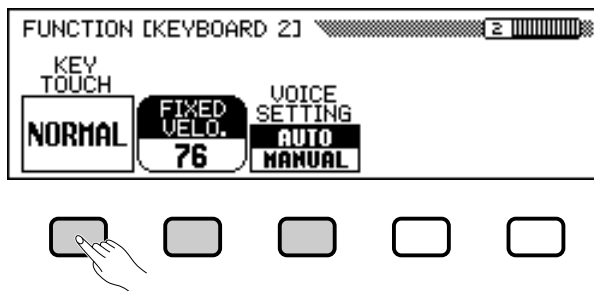 FUNCTION [KEYBOARD 2]
2
KEY
TOUCH
NORMAL
FIXED
VELO.
76
VOICE
SETTING
AUTO
MANUAL